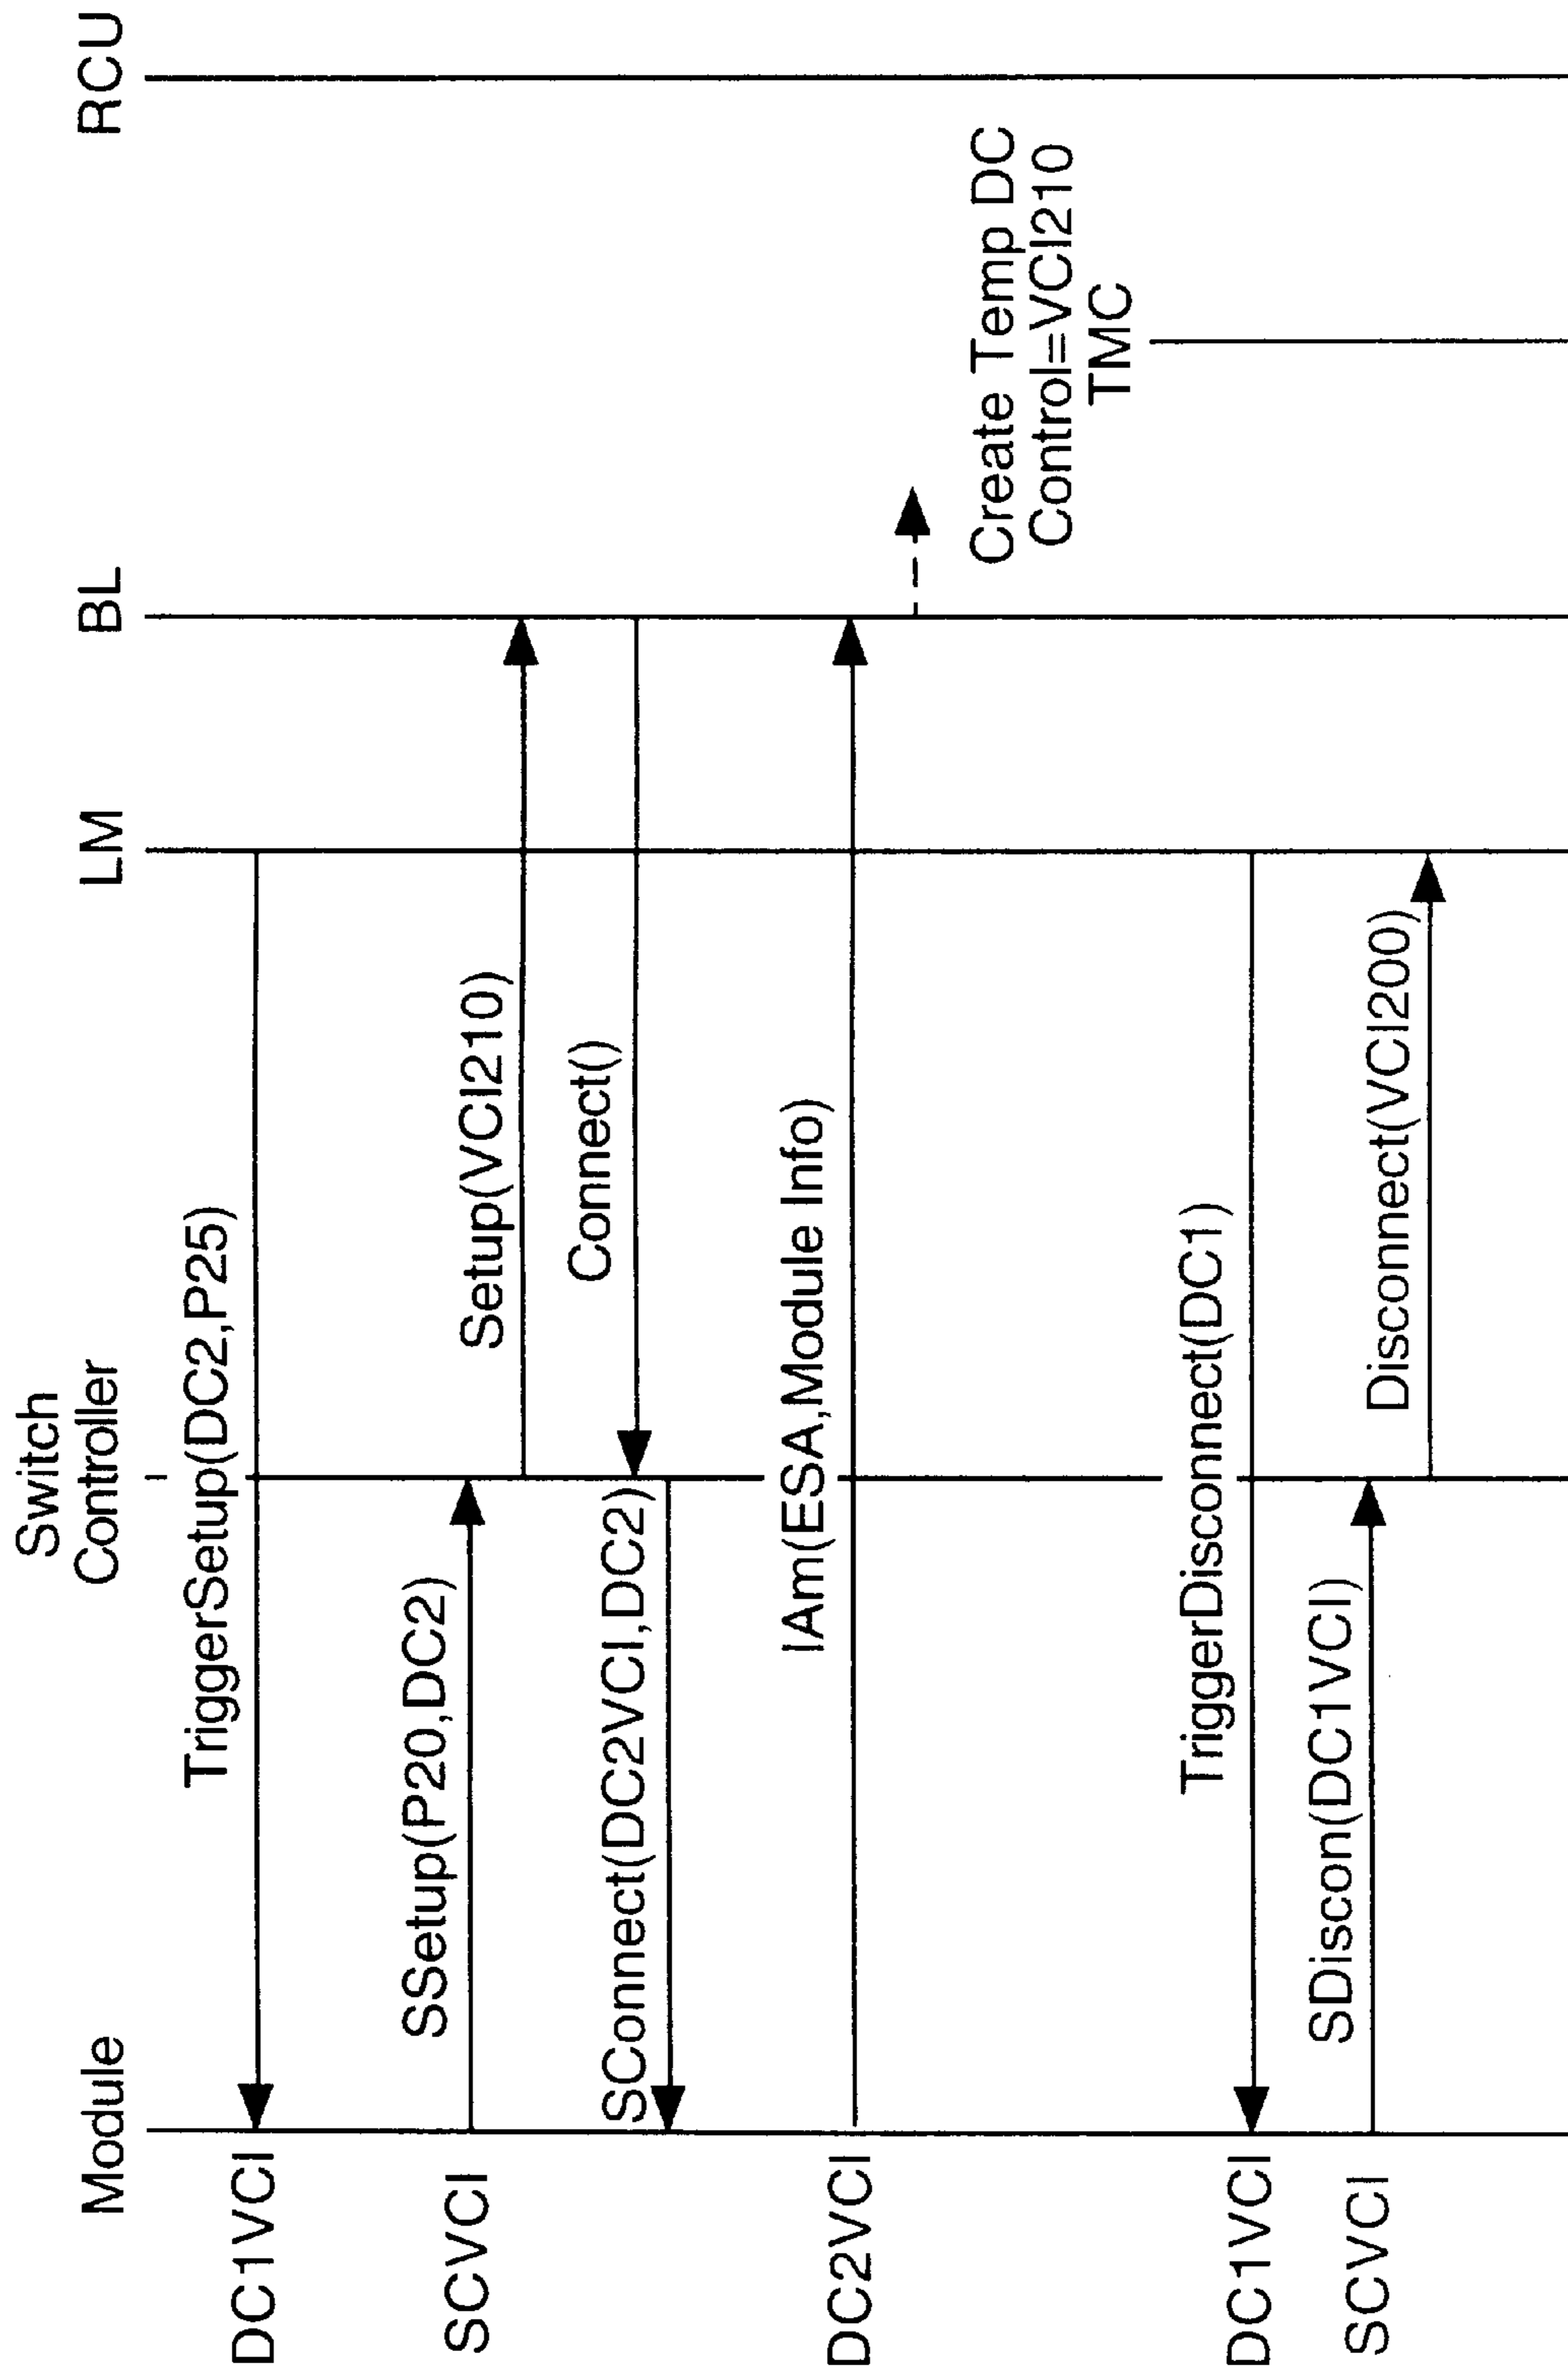 Module
Switch
Controller
LM
BL
RCU
DC1VCI
TriggerSetup(DC2,P25)
SCVCI
SSetup(P20,DC2)
Setup(VCI210)
Connect()
SConnect(DC2VCI,DC2)
DC2VCI
IAm(ESA,Module Info)
Create Temp DC
Control=VCI210
TMC
DC1VCI
TriggerDisconnect(DC1)
SCVCI
SDiscon(DC1VCI)
Disconnect(VCI200)